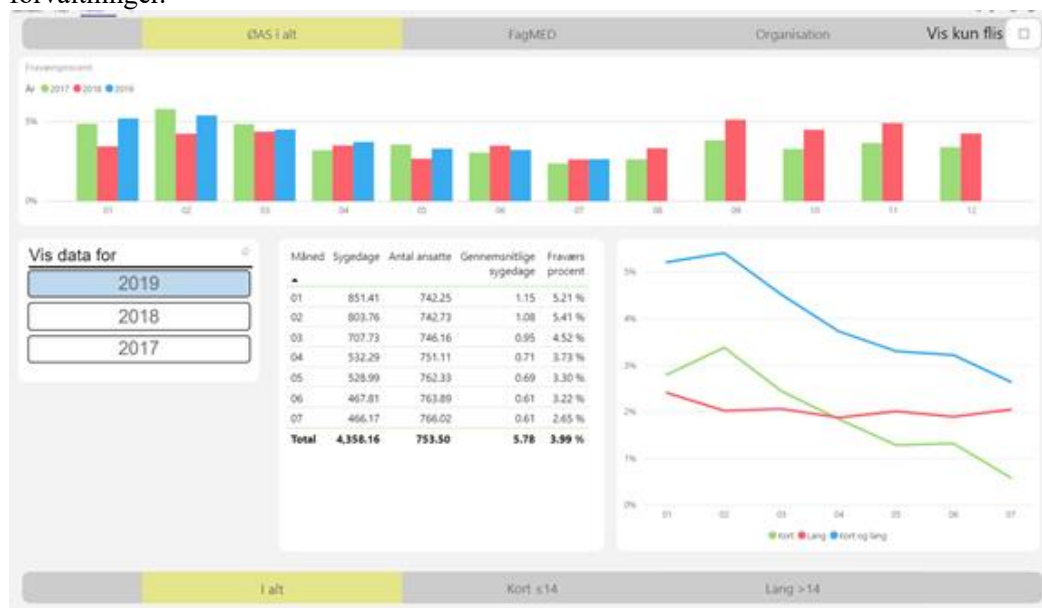 forvaltninger.
ØAS i alt FagMED Organisation Vis kun flis
Fraværsprocent
År 2017 2018 2019
5%
0%
01 02 03 04 05 06 07 08 09 10 11 12
Vis data for
2019
2018
2017
Måned Sygedage Antal ansatte Gennemsnitlige sygedage Fraværs procent
01 851.41 742.25 1.15 5.21 %
02 803.76 742.73 1.08 5.41 %
03 707.73 746.16 0.95 4.52 %
04 532.29 751.11 0.71 3.73 %
05 528.99 762.33 0.69 3.30 %
06 467.81 763.89 0.61 3.22 %
07 466.17 766.02 0.61 2.65 %
Total 4,358.16 753.50 5.78 3.99 %
5%
4%
3%
2%
1%
0%
01 02 03 04 05 06 07
Kort Lang Kort og lang
I alt Kort ≤14 Lang >14